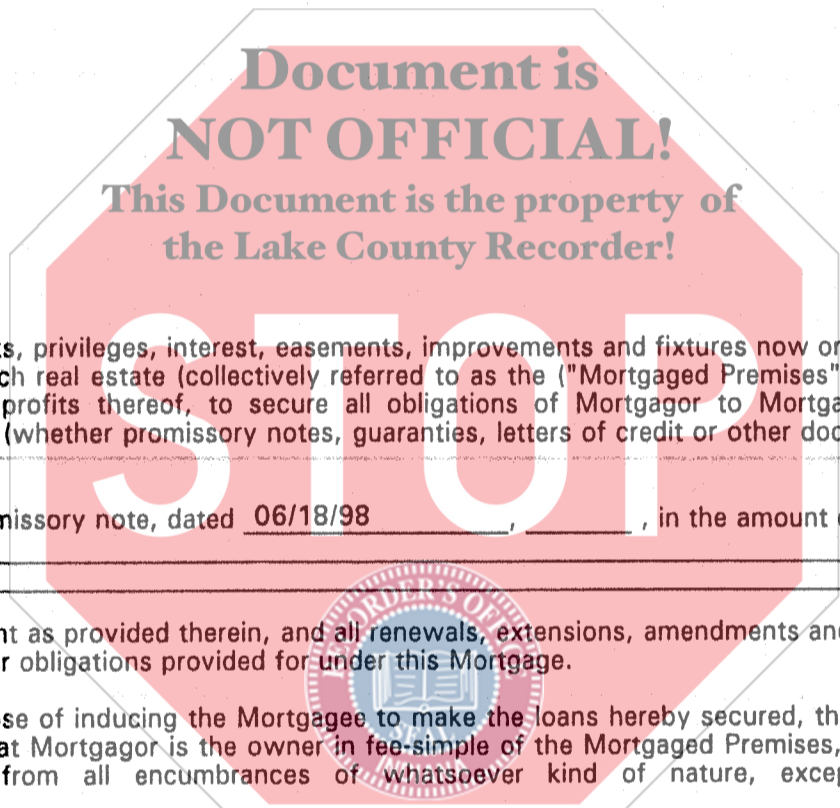 Document is
NOT OFFICIAL!
This Document is the property of
the Lake County Recorder!
STOP
s, privileges, interest, easements, improvements and fixtures now or
ch real estate (collectively referred to as the ("Mortgaged Premises"
profits thereof, to secure all obligations of Mortgagor to Mortga
(whether promissory notes, guaranties, letters of credit or other doc
missory note, dated 06/18/98 , , in the amount
RECORDER'S OFFICE
nt as provided therein, and all renewals, extensions, amendments an
r obligations provided for under this Mortgage.
se of inducing the Mortgagee to make the loans hereby secured, th
at Mortgagor is the owner in fee-simple of the Mortgaged Premises,
SEAL
from all encumbrances of whatsoever kind of nature, excep
INDIANA